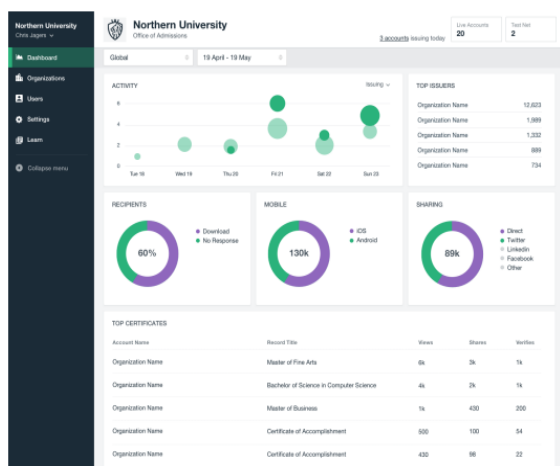 Northern University
Chris Jagers
Dashboard
Organizations
Users
Settings
Learn
Collapse menu
Northern University
Office of Admissions
3 accounts issuing today
Live Accounts
20
Test Net
2
Global
19 April - 19 May
ACTIVITY
Issuing
6
4
2
0
Tue 18
Wed 19
Thu 20
Fri 21
Sat 22
Sun 23
TOP ISSUERS
Organization Name 12,623
Organization Name 1,989
Organization Name 1,332
Organization Name 889
Organization Name 734
RECIPIENTS
60%
Download
No Response
MOBILE
130k
iOS
Android
SHARING
89k
Direct
Twitter
Linkedin
Facebook
Other
TOP CERTIFICATES
Account Name Record Title Views Shares Verifies
Organization Name Master of Fine Arts 6k 3k 1k
Organization Name Bachelor of Science in Computer Science 4k 2k 1k
Organization Name Master of Business 1k 430 200
Organization Name Certificate of Accomplishment 500 100 54
Organization Name Certificate of Accomplishment 430 98 22